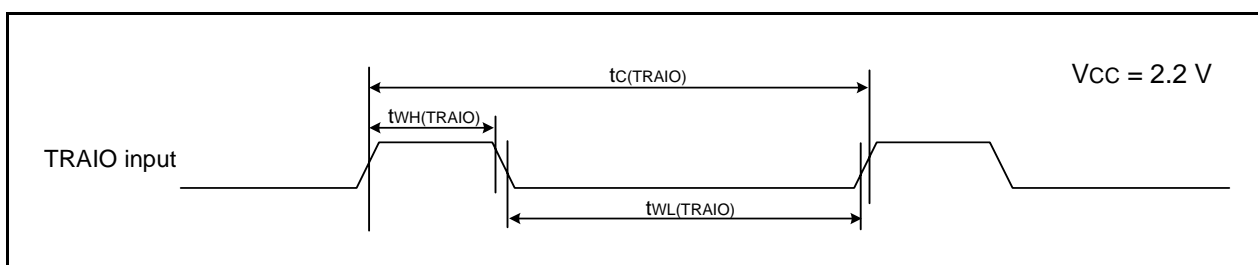 tC(TRAIO)
VCC = 2.2 V
tWH(TRAIO)
TRAIO input
tWL(TRAIO)